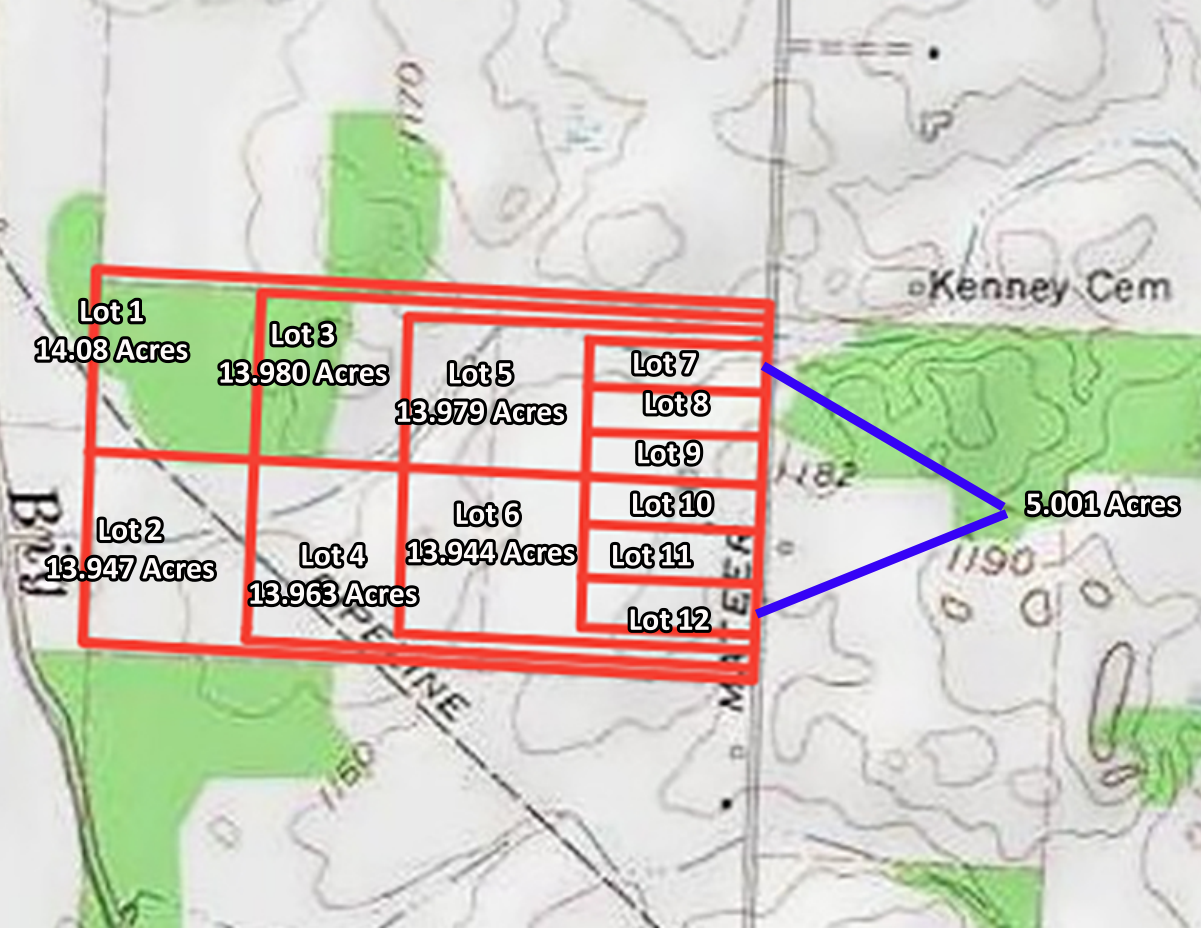 1170
Kenney Cem
Lot 1
14.08 Acres
Lot 3
13.980 Acres
Lot 5
13.979 Acres
Lot 7
Lot 8
Lot 9
1182
Lot 10
5.001 Acres
Lot 2
13.947 Acres
Lot 6
13.944 Acres
Lot 4
13.963 Acres
Lot 11
Lot 12
1190
PELINE
1160